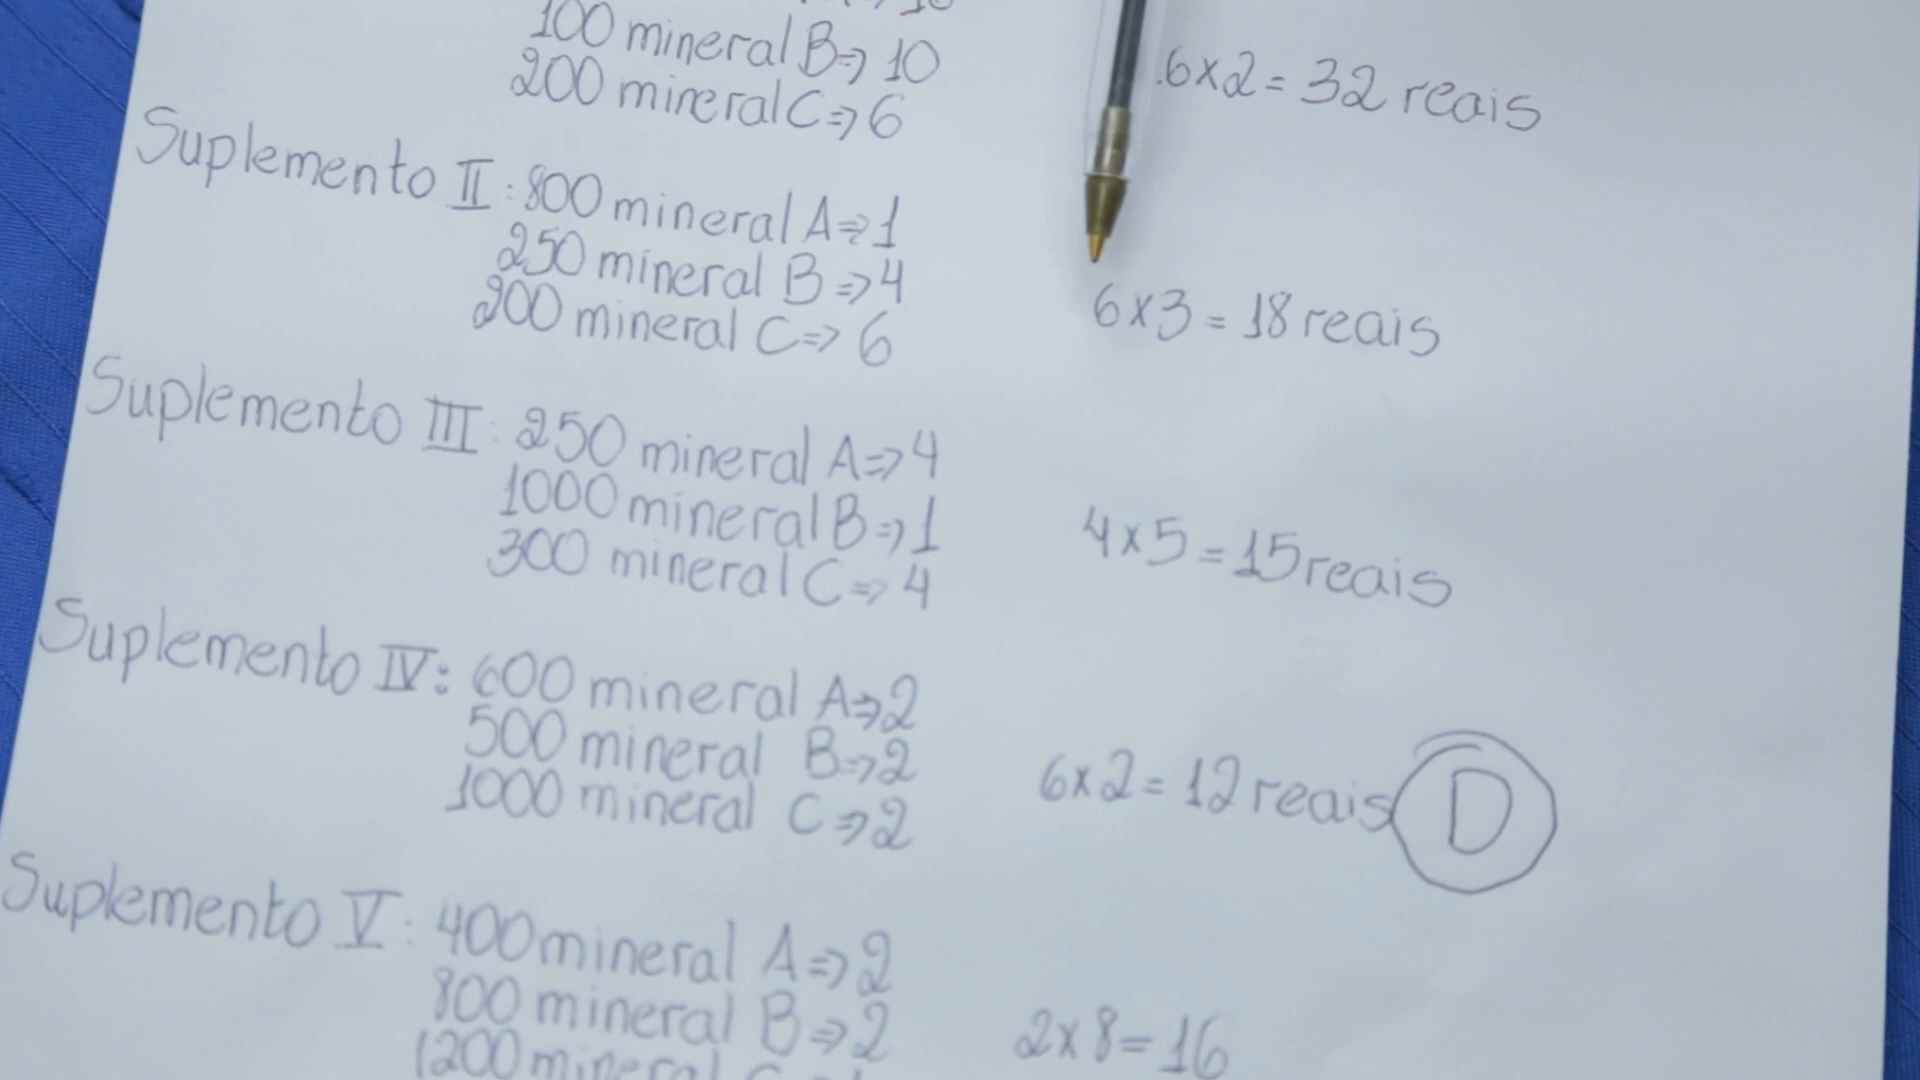 100 mineral B => 10
200 mineral C => 6
6x2 = 32 reais
Suplemento II: 800 mineral A => 1
250 mineral B => 4
200 mineral C => 6
6x3 = 18 reais
Suplemento III: 250 mineral A => 4
1000 mineral B => 1
300 mineral C => 4
4x5 = 15 reais
Suplemento IV: 600 mineral A => 2
500 mineral B => 2
1000 mineral C => 2
6x2 = 12 reais D
Suplemento V: 400 mineral A => 2
800 mineral B => 2
1200 mineral
2x8 = 16